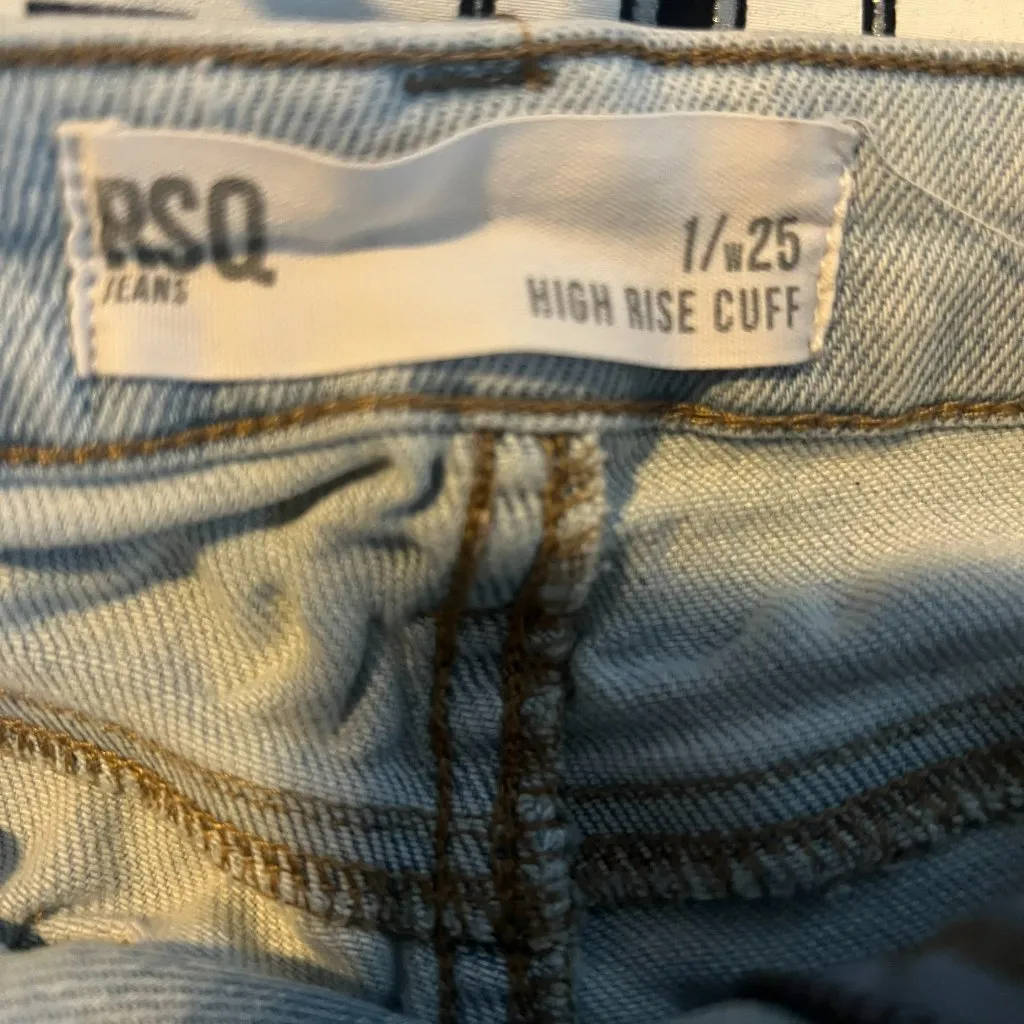 RSQ
JEANS
1/W25
HIGH RISE CUFF